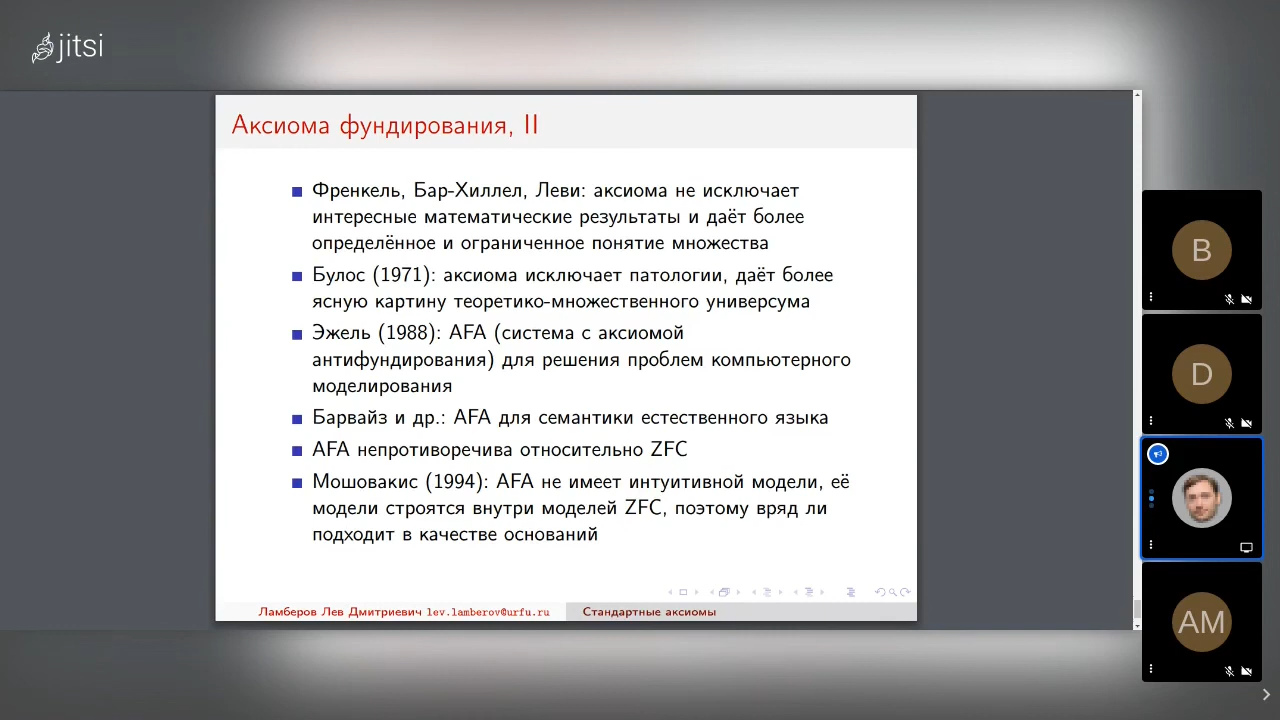 jitsi
Аксиома фундирования, II
Френкель, Бар-Хиллел, Леви: аксиома не исключает
интересные математические результаты и даёт более
определённое и ограниченное понятие множества
Булос (1971): аксиома исключает патологии, даёт более
ясную картину теоретико-множественного универсума
Эжель (1988): AFA (система с аксиомой
антифундирования) для решения проблем компьютерного
моделирования
Барвайз и др.: AFA для семантики естественного языка
AFA непротиворечива относительно ZFC
Мошовакис (1994): AFA не имеет интуитивной модели, её
модели строятся внутри моделей ZFC, поэтому вряд ли
подходит в качестве оснований
Ламберов Лев Дмитриевич lev.lamberov@urfu.ru
Стандартные аксиомы
B
D
AM